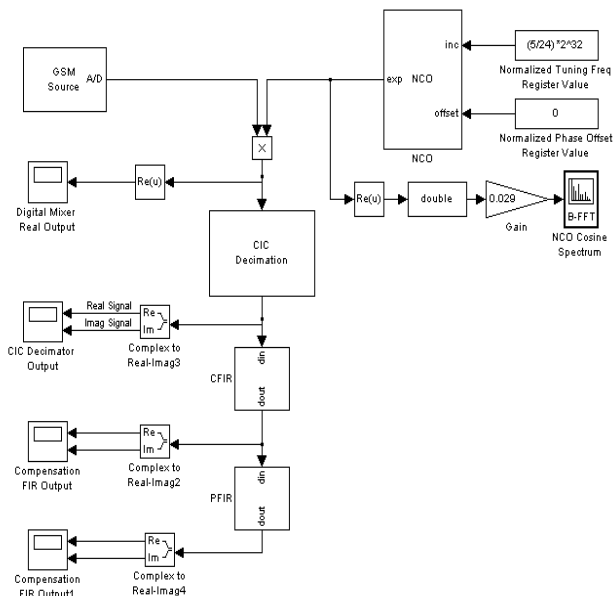 GSM
Source
A/D
exp
NCO
inc
offset
NCO
(5/24) *2^32
Normalized Tuning Freq
Register Value
0
Normalized Phase Offset
Register Value
X
Re(u)
Digital Mixer
Real Output
Re(u)
double
0.029
Gain
B-FFT
NCO Cosine
Spectrum
CIC
Decimation
Real Signal
Imag Signal
Re
Im
CIC Decimator
Output
Complex to
Real-Imag3
CFIR
din
dout
Re
Im
Compensation
FIR Output
Complex to
Real-Imag2
PFIR
din
dout
Re
Im
Compensation
FIR Output1
Complex to
Real-Imag4